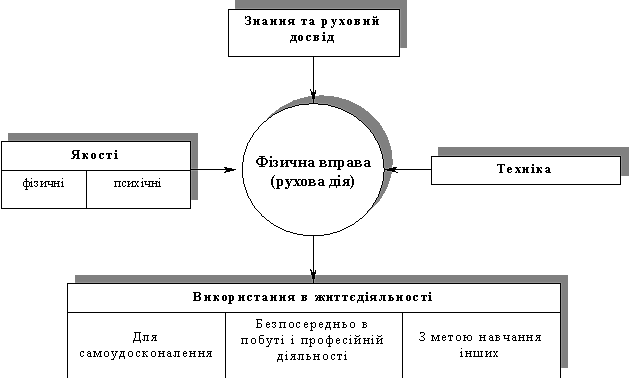 Знання та руховий
досвід
Якості
фізичні
психічні
Фізична вправа
(рухова дія)
Техніка
Використання в життєдіяльності
Для
самоудосконалення
Безпосередньо в
побуті і професійній
діяльності
З метою навчання
інших